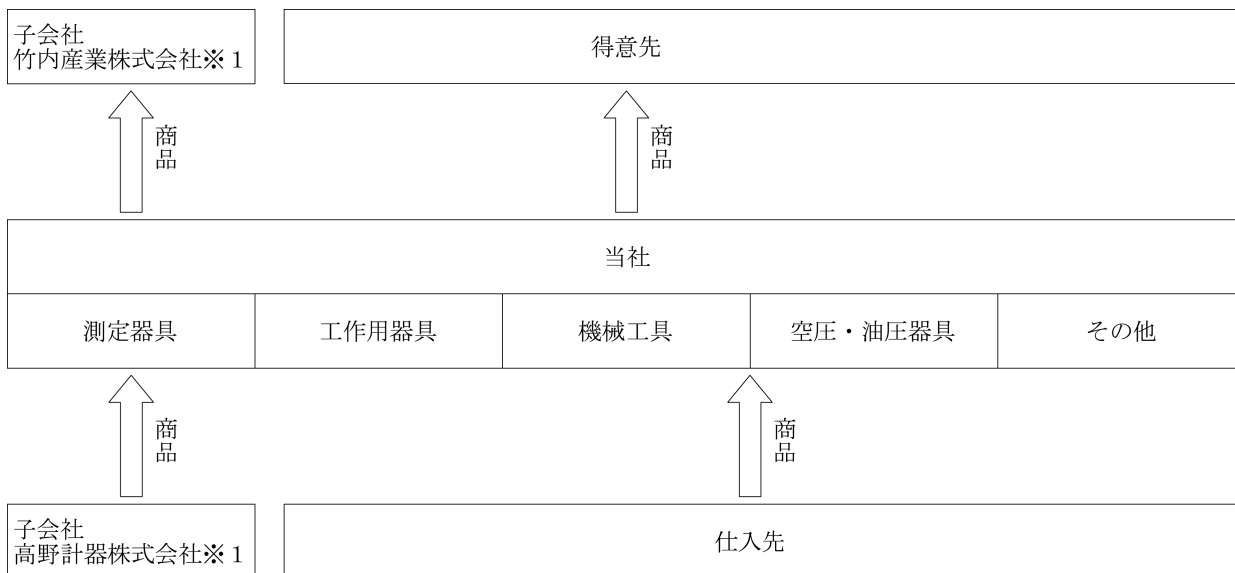 子会社
竹内産業株式会社※1
得意先
商品
商品
当社
測定器具
工作用器具
機械工具
空圧・油圧器具
その他
商品
商品
子会社
高野計器株式会社※1
仕入先